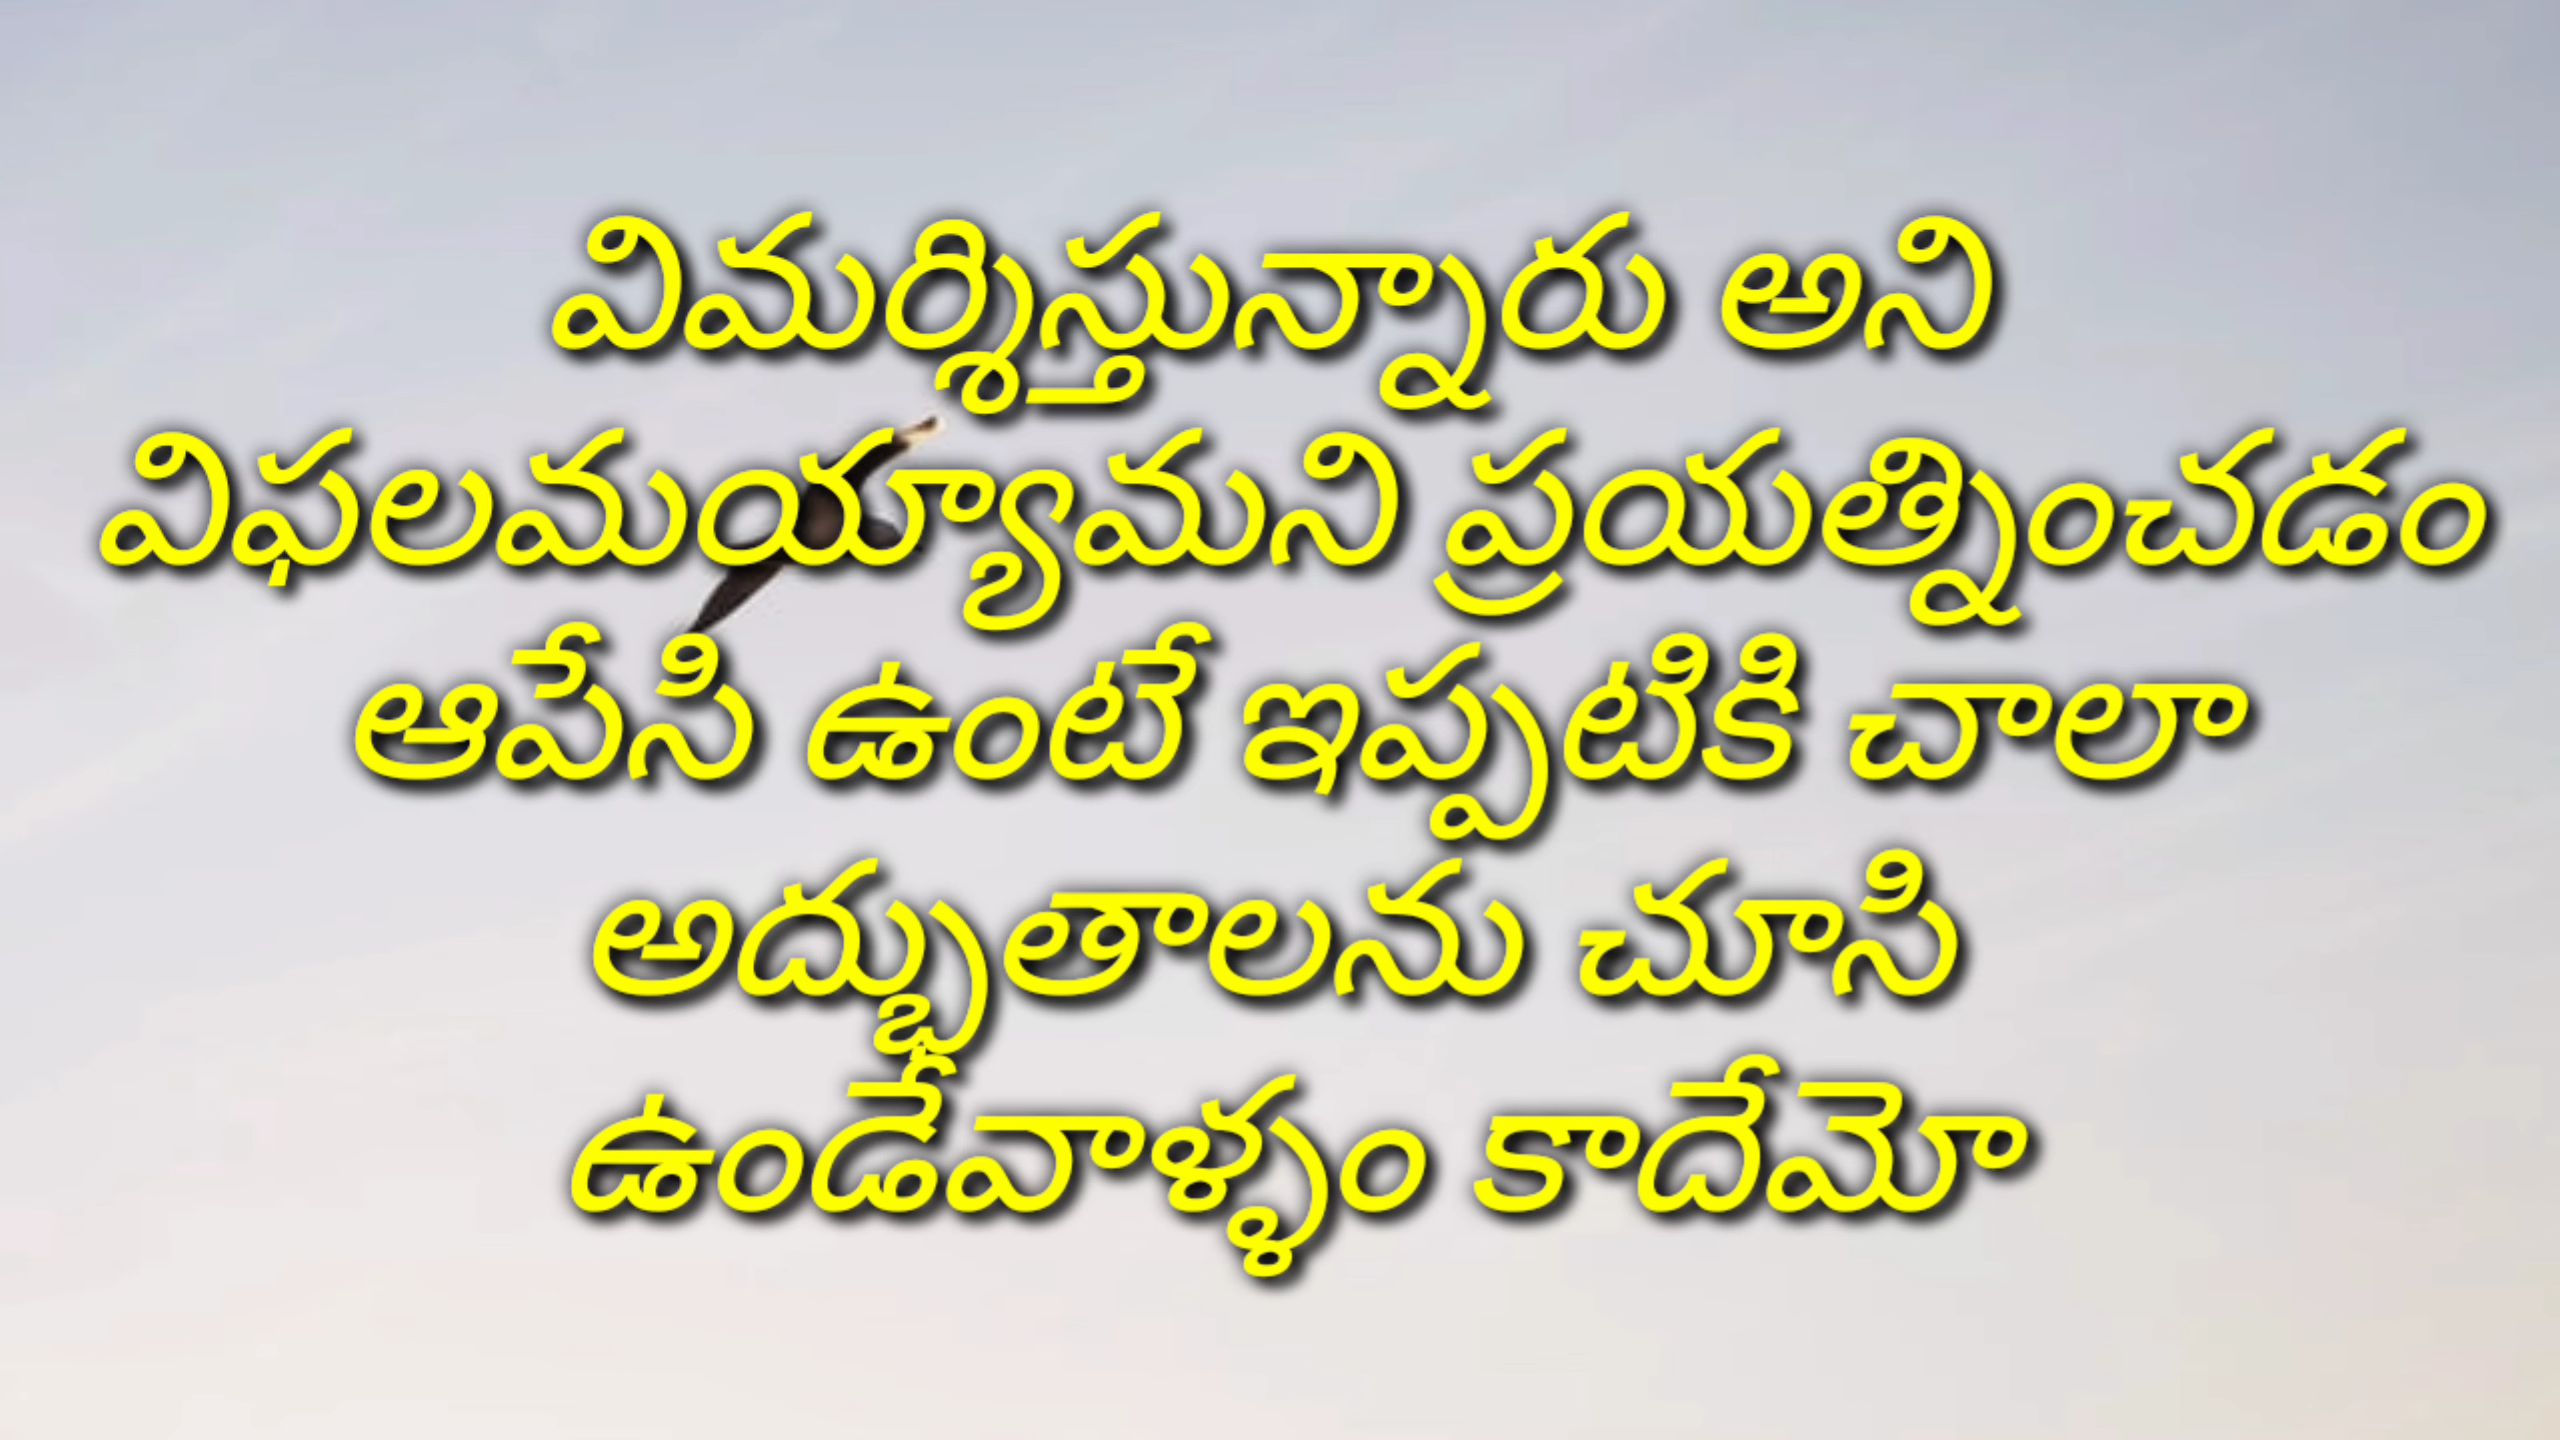 విమర్శిస్తున్నారు అని
విఫలమయ్యామని ప్రయత్నించడం
ఆపేసి ఉంటే ఇప్పటికి చాలా
అద్భుతాలను చూసి
ఉండేవాళ్ళం కాదేమో